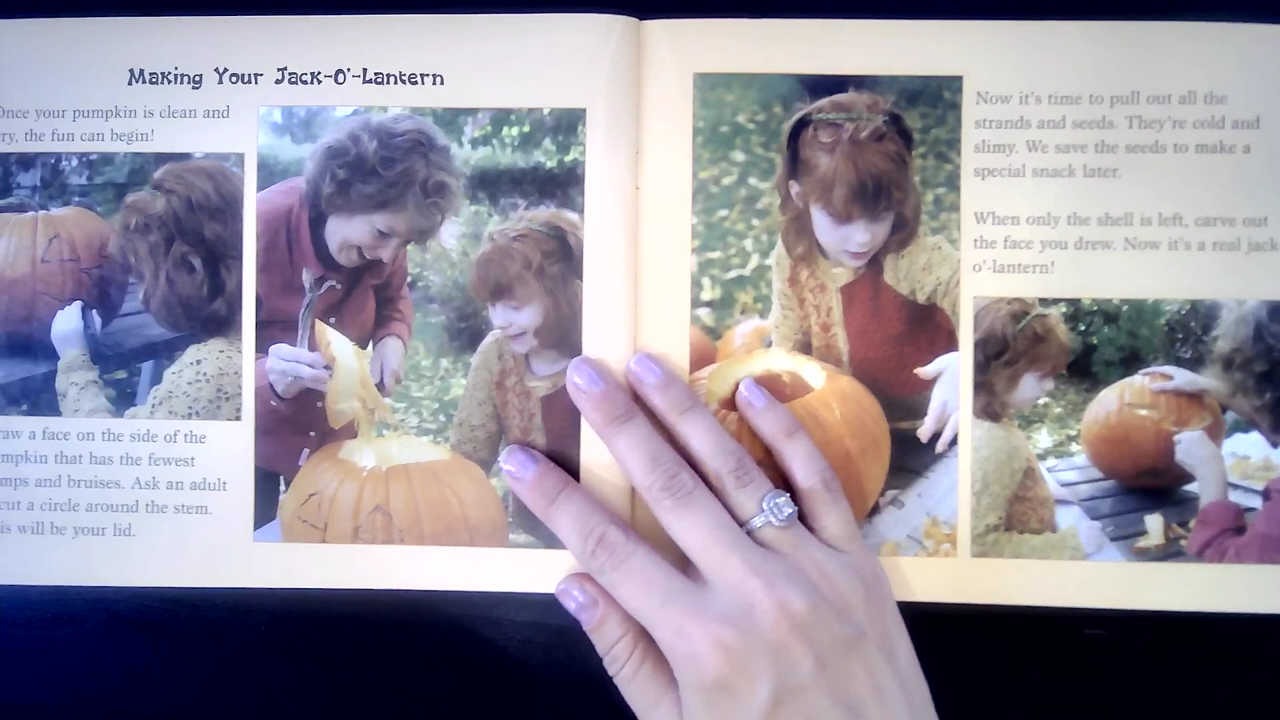 Making Your Jack-O'-Lantern
Once your pumpkin is clean and
ry, the fun can begin!
raw a face on the side of the
mpkin that has the fewest
mps and bruises. Ask an adult
cut a circle around the stem.
is will be your lid.
Now it's time to pull out all the
strands and seeds. They're cold and
slimy. We save the seeds to make a
special snack later.
When only the shell is left, carve out
the face you drew. Now it's a real jack
o'-lantern!